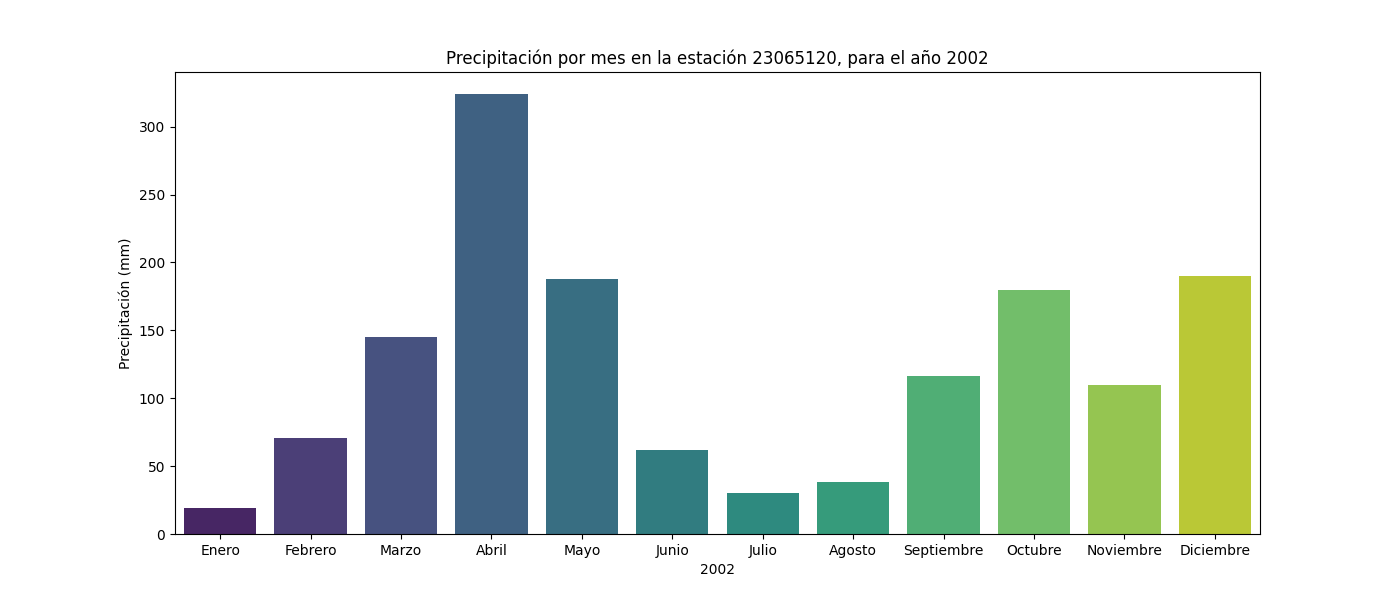 Precipitación por mes en la estación 23065120, para el año 2002
Precipitación (mm)
300
250
200
150
100
50
0
Enero Febrero Marzo Abril Mayo Junio Julio Agosto Septiembre Octubre Noviembre Diciembre
2002